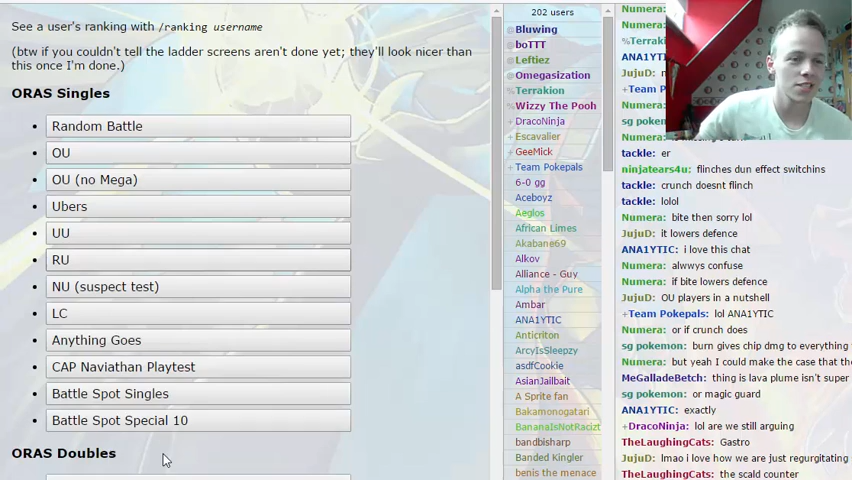 See a user's ranking with /ranking username
(btw if you couldn't tell the ladder screens aren't done yet; they'll look nicer than
this once I'm done.)
ORAS Singles
Random Battle
OU
OU (no Mega)
Ubers
UU
RU
NU (suspect test)
LC
Anything Goes
CAP Naviathan Playtest
Battle Spot Singles
Battle Spot Special 10
ORAS Doubles
202 users
Bluwing
boTTT
Leftiez
Omegasization
Terrakion
%Wizzy The Pooh
+DracoNinja
+Escavalier
+GeeMick
+Team Pokepals
6-0 gg
Aceboyz
Aeglos
African Limes
Akabane69
Alkov
Alliance - Guy
Alpha the Pure
Ambar
ANA1YTIC
Anticriton
ArcyIsSleepzy
asdfCookie
AsianJailbait
A Sprite fan
Bakamonogatari
BananaIsNotRacizt
bandbisharp
Banded Kingler
benis the menace
Numera:
Numera:
%Terraki
ANA1YTI
JujuD:
+Team P
Numera:
sg poker
Numera:
tackle: er
ninjatears4u: flinches dun effect switchins
tackle: crunch doesnt flinch
tackle: lolol
Numera: bite then sorry lol
JujuD: it lowers defence
ANA1YTIC: i love this chat
Numera: alwwys confuse
Numera: if bite lowers defence
JujuD: OU players in a nutshell
+Team Pokepals: lol ANA1YTIC
Numera: or if crunch does
sg pokemon: burn gives chip dmg to everything
Numera: but yeah I could make the case that the
MeGalladeBetch: thing is lava plume isn't super
sg pokemon: or magic guard
ANA1YTIC: exactly
+DracoNinja: lol are we still arguing
TheLaughingCats: Gastro
JujuD: lmao i love how we are just regurgitating
TheLaughingCats: the scald counter